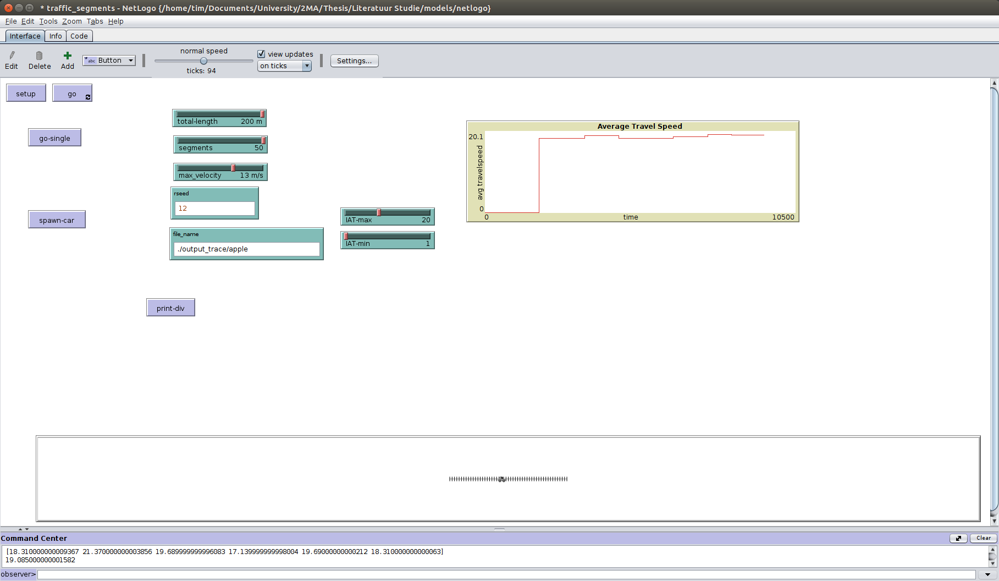 * traffic_segments - NetLogo {/home/tim/Documents/University/2MA/Thesis/Literatuur Studie/models/netlogo}
File Edit Tools Zoom Tabs Help
Interface Info Code
Edit Delete Add abc Button
normal speed
ticks: 94
view updates
on ticks
Settings...
setup go
go-single
spawn-car
total-length 200 m
segments 50
max_velocity 13 m/s
rseed
12
file_name
./output_trace/apple
IAT-max 20
IAT-min 1
print-div
Average Travel Speed
20.1
avg travelspeed
0
0 time 10500
Command Center
Clear
[18.310000000009367 21.370000000003856 19.689999999996083 17.139999999998004 19.69000000000212 18.310000000000063]
19.085000000001582
observer>